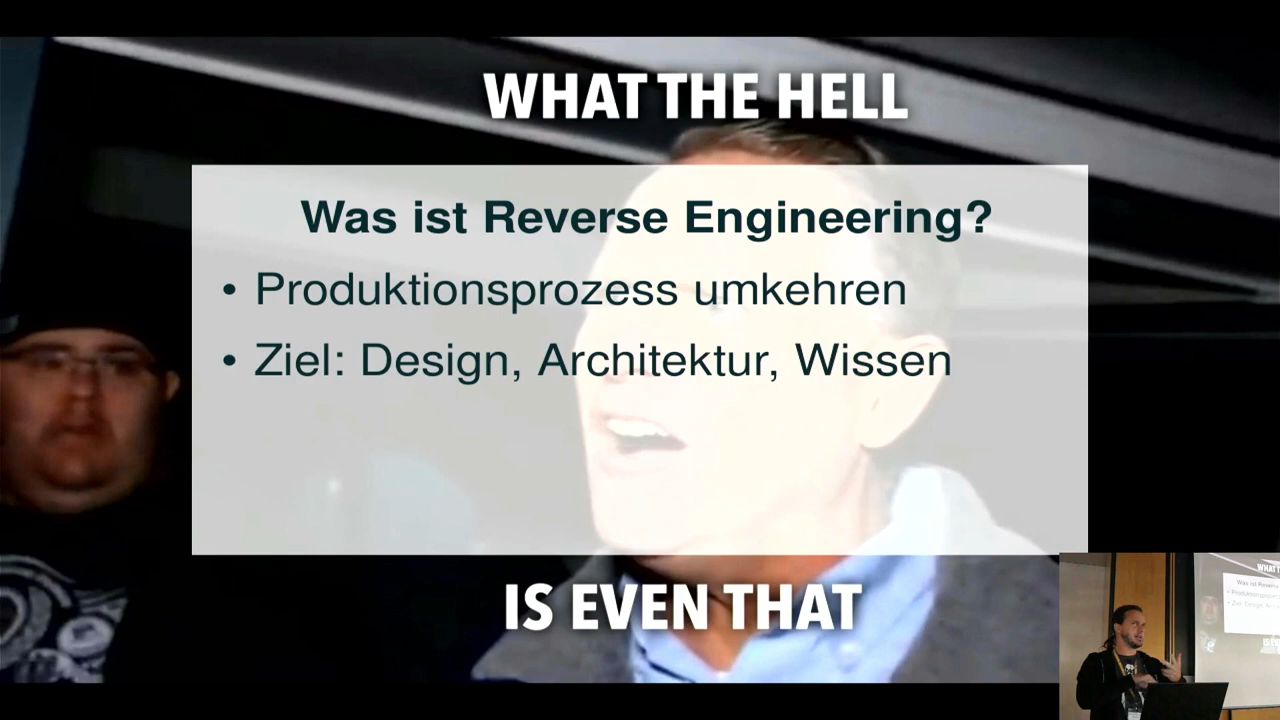 WHAT THE HELL
Was ist Reverse Engineering?
• Produktionsprozess umkehren
• Ziel: Design, Architektur, Wissen
IS EVEN THAT